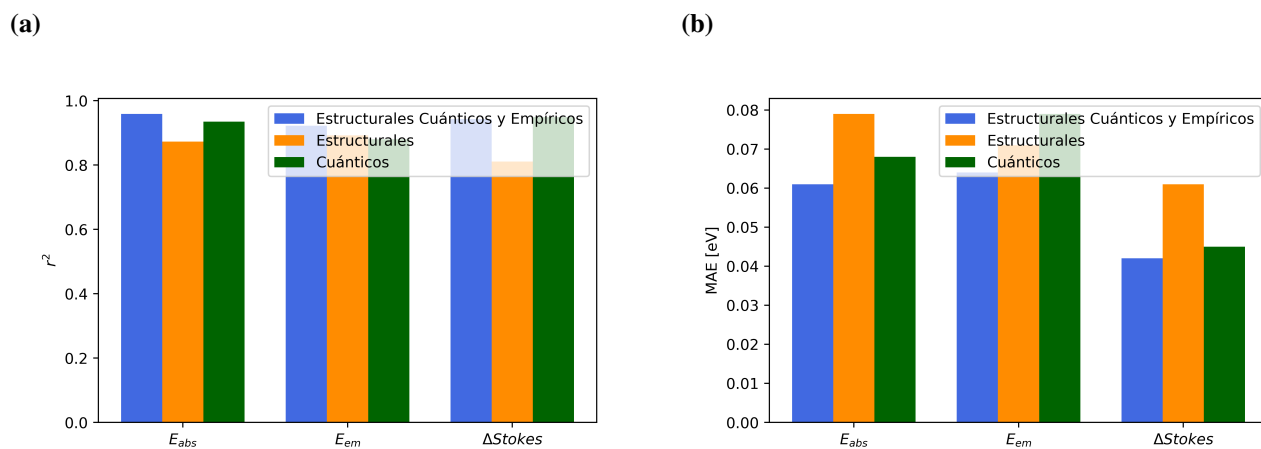 (a)
(b)
1.0
0.8
0.6
0.4
0.2
0.0
r²
Estructurales Cuánticos y Empíricos
Estructurales
Cuánticos
E_abs
E_em
ΔStokes
0.08
0.07
0.06
0.05
0.04
0.03
0.02
0.01
0.00
MAE [eV]
Estructurales Cuánticos y Empíricos
Estructurales
Cuánticos
E_abs
E_em
ΔStokes